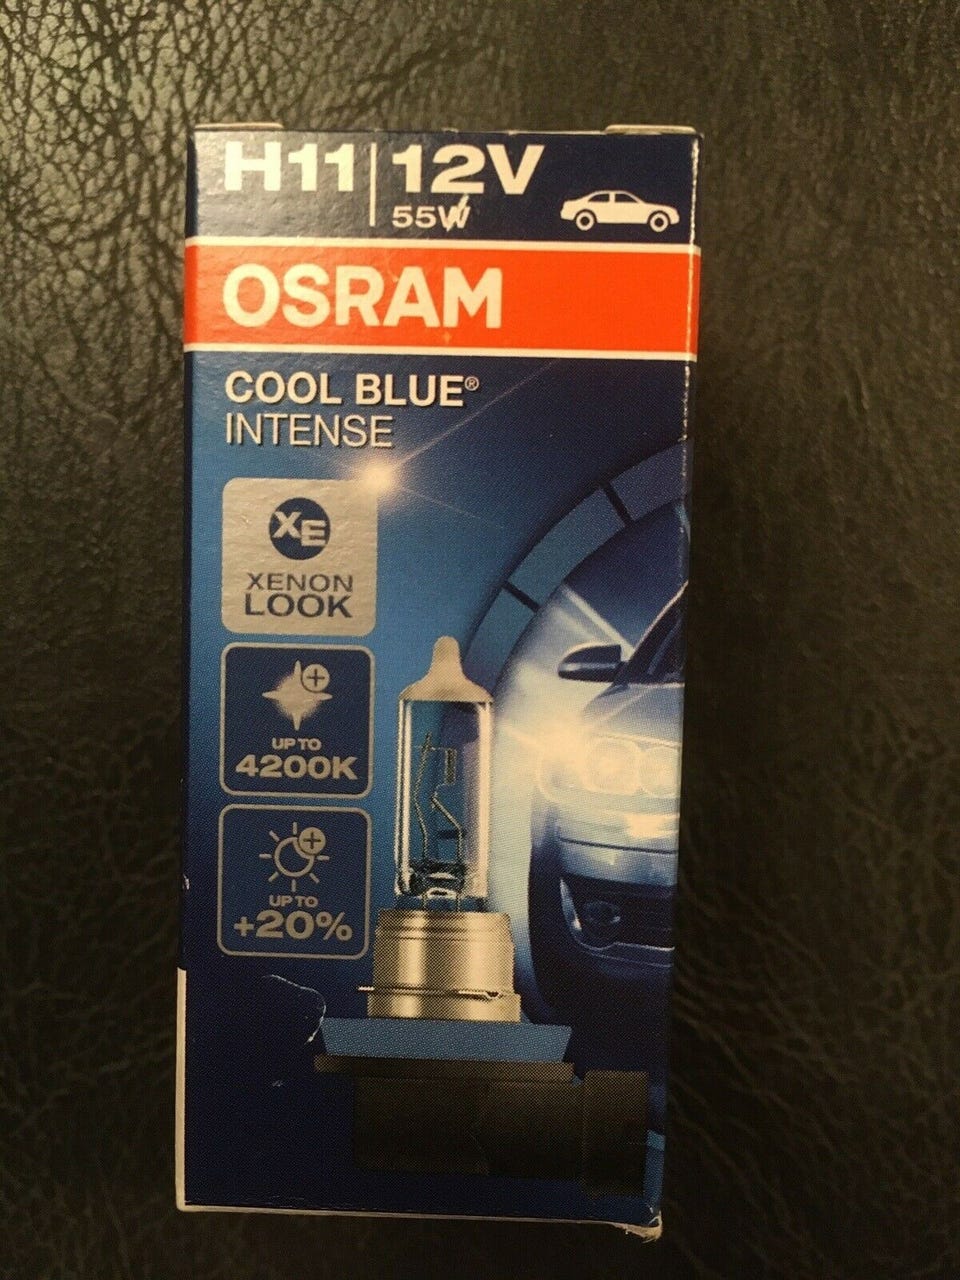 H11 12V
55W
OSRAM
COOL BLUE®
INTENSE
XE
XENON
LOOK
UP TO
4200K
UP TO
+20%